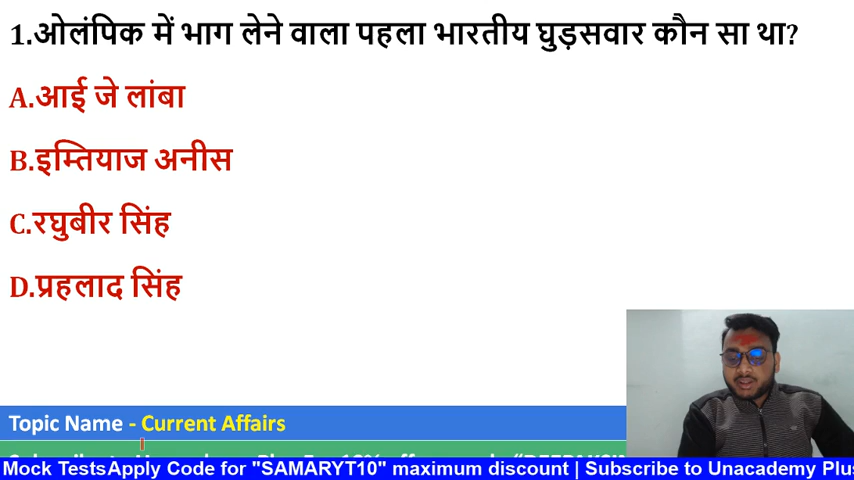 1.ओलंपिक में भाग लेने वाला पहला भारतीय घुड़सवार कौन सा था?
A.आई जे लांबा
B.इम्तियाज अनीस
C.रघुबीर सिंह
D.प्रहलाद सिंह
Topic Name - Current Affairs
Mock TestsApply Code for "SAMARYT10" maximum discount | Subscribe to Unacademy Plus